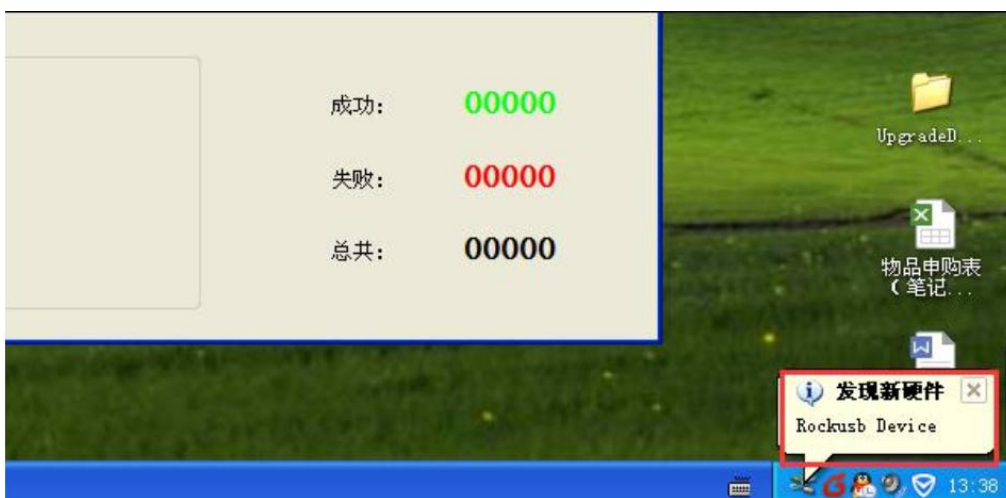 成功： 00000
失败： 00000
总共： 00000
UpgradeD...
物品申购表
（笔记...
发现新硬件
Rockusb Device
13:38